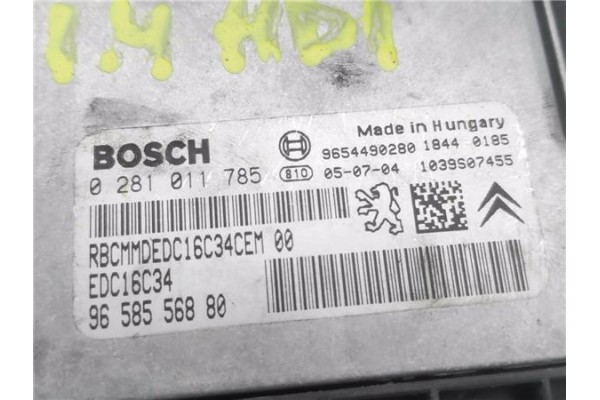 1.4 HDI
BOSCH
0 281 011 785
Made in Hungary
9654490280 1844 0185
810 05-07-04 1039S07455
RBCMMDEDC16C34CEM 00
EDC16C34
96 585 568 80